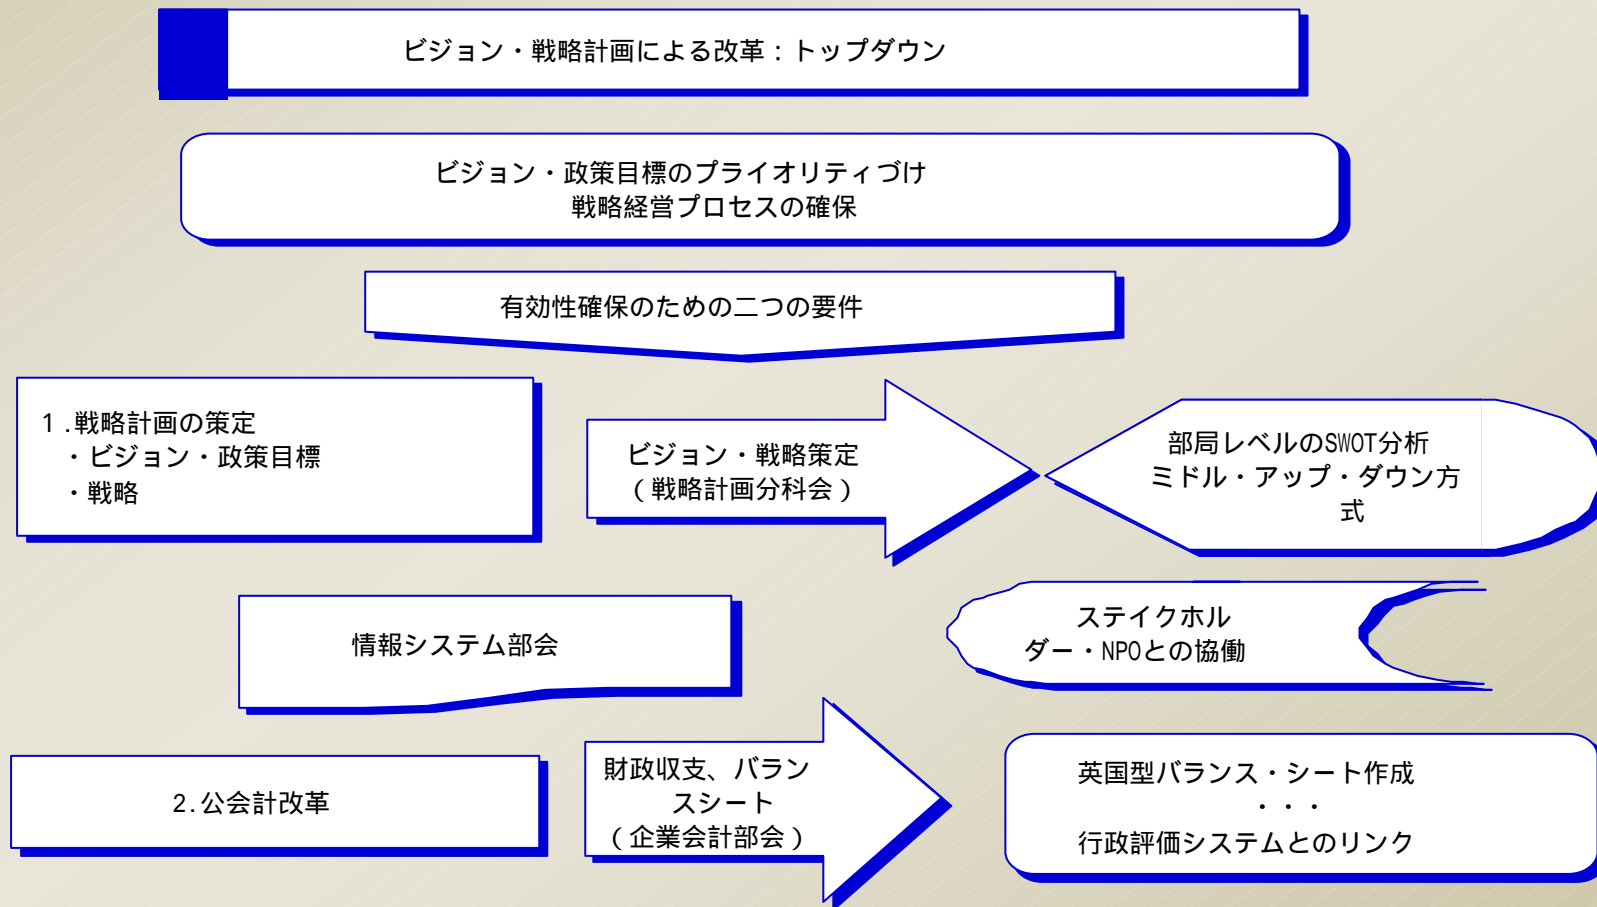 ビジョン・戦略計画による改革：トップダウン
ビジョン・政策目標のプライオリティづけ
戦略経営プロセスの確保
有効性確保のための二つの要件
1.戦略計画の策定
・ビジョン・政策目標
・戦略
ビジョン・戦略策定
（戦略計画分科会）
部局レベルのSWOT分析
ミドル・アップ・ダウン方
式
情報システム部会
ステイクホル
ダー・NPOとの協働
2.公会計改革
財政収支、バラン
スシート
（企業会計部会）
英国型バランス・シート作成
・・・
行政評価システムとのリンク